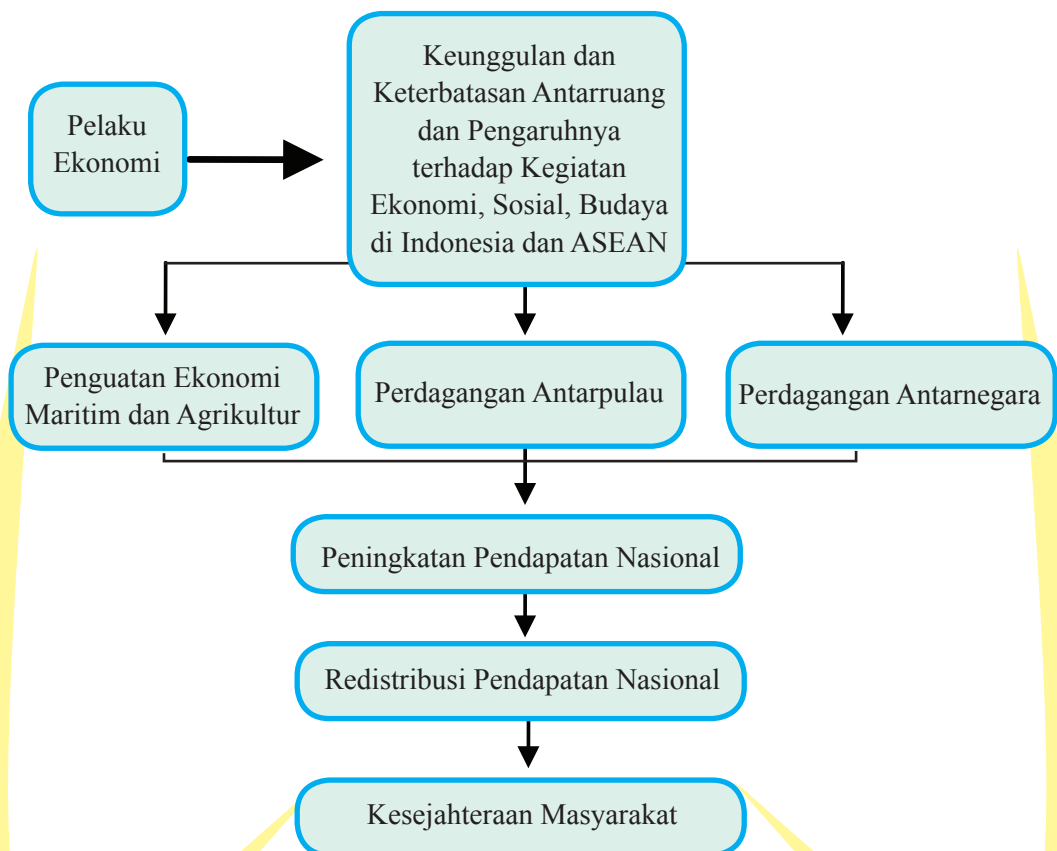 Pelaku
Ekonomi
Keunggulan dan
Keterbatasan Antarruang
dan Pengaruhnya
terhadap Kegiatan
Ekonomi, Sosial, Budaya
di Indonesia dan ASEAN
Penguatan Ekonomi
Maritim dan Agrikultur
Perdagangan Antarpulau
Perdagangan Antarnegara
Peningkatan Pendapatan Nasional
Redistribusi Pendapatan Nasional
Kesejahteraan Masyarakat